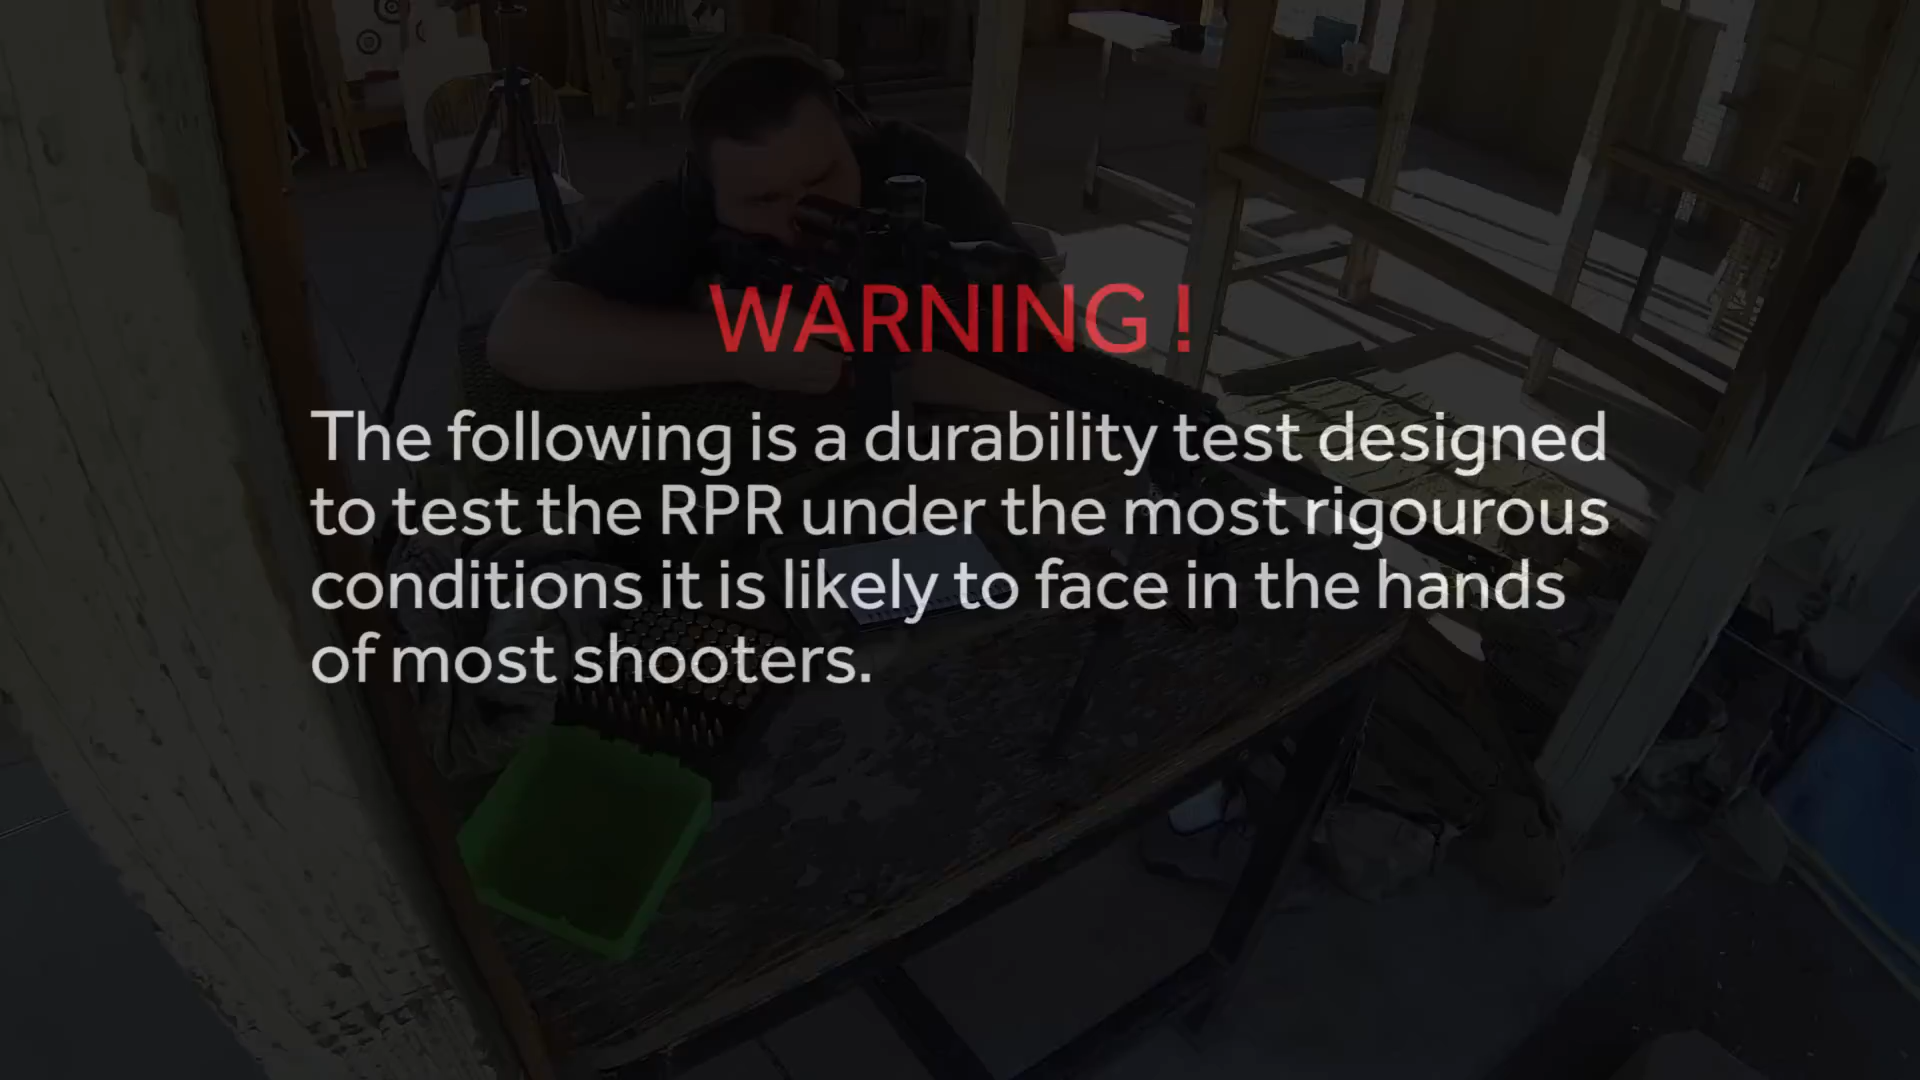 WARNING !
The following is a durability test designed
to test the RPR under the most rigourous
conditions it is likely to face in the hands
of most shooters.